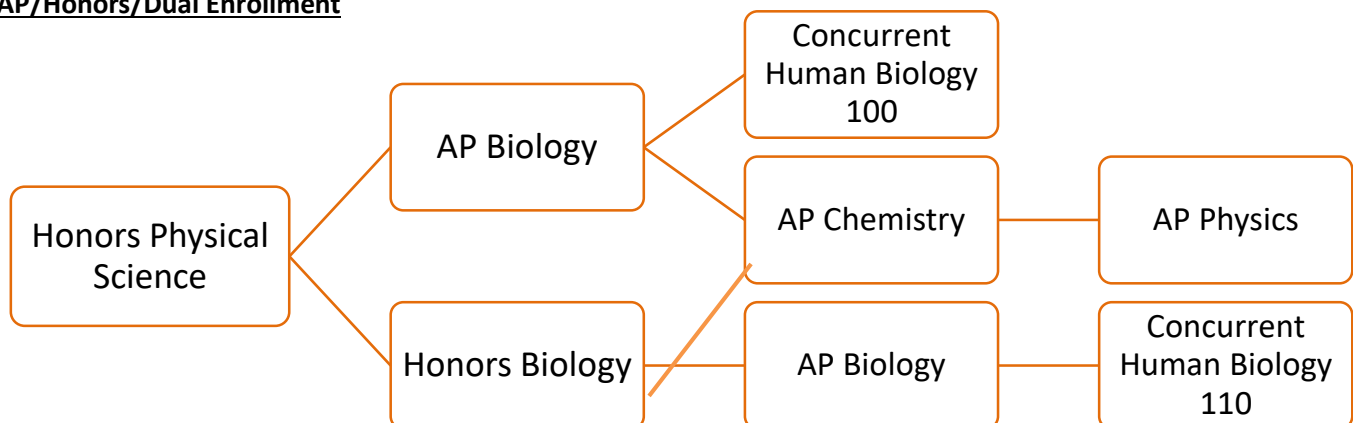 AP/Honors/Dual Enrollment
Concurrent
Human Biology
100
AP Biology
AP Chemistry
AP Physics
Honors Physical
Science
Honors Biology
AP Biology
Concurrent
Human Biology
110